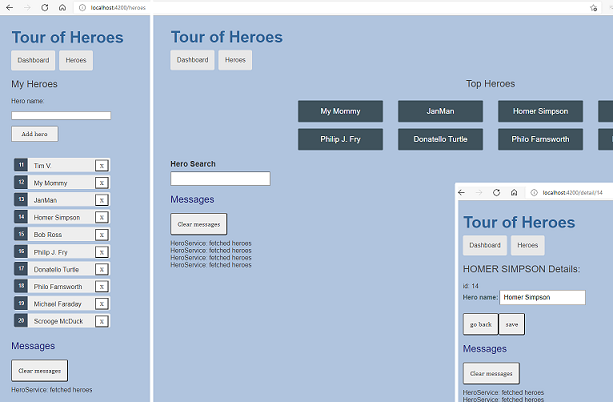 localhost:4200/heroes
Tour of Heroes
Dashboard
Heroes
My Heroes
Hero name:
Add hero
11 Tim V. x
12 My Mommy x
13 JanMan x
14 Homer Simpson x
15 Bob Ross x
16 Philip J. Fry x
17 Donatello Turtle x
18 Philo Farnsworth x
19 Michael Faraday x
20 Scrooge McDuck x
Messages
Clear messages
HeroService: fetched heroes
Tour of Heroes
Dashboard
Heroes
Top Heroes
My Mommy
JanMan
Homer Simpson
Philip J. Fry
Donatello Turtle
Philo Farnsworth
Hero Search
Messages
Clear messages
HeroService: fetched heroes
HeroService: fetched heroes
HeroService: fetched heroes
HeroService: fetched heroes
localhost:4200/detail/14
Tour of Heroes
Dashboard
Heroes
HOMER SIMPSON Details:
id: 14
Hero name: Homer Simpson
go back
save
Messages
Clear messages
HeroService: fetched heroes
HeroService: fetched heroes